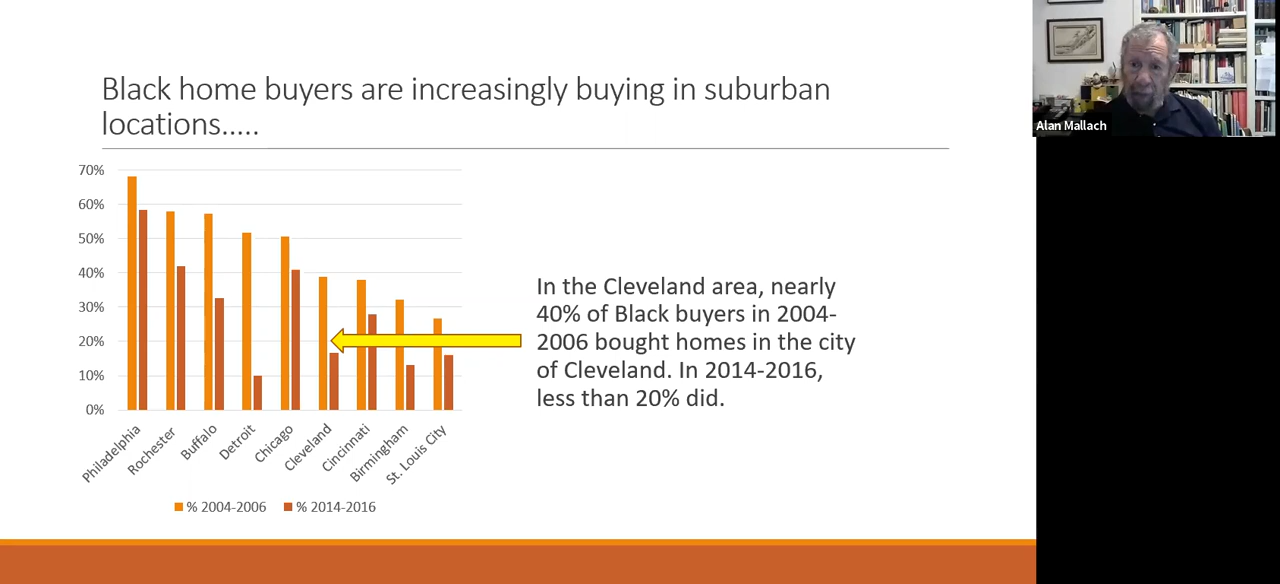 Black home buyers are increasingly buying in suburban
locations.....
Alan Mallach
70%
60%
50%
40%
30%
20%
10%
0%
Philadelphia
Rochester
Buffalo
Detroit
Chicago
Cleveland
Cincinnati
Birmingham
St. Louis City
% 2004-2006
% 2014-2016
In the Cleveland area, nearly
40% of Black buyers in 2004-
2006 bought homes in the city
of Cleveland. In 2014-2016,
less than 20% did.